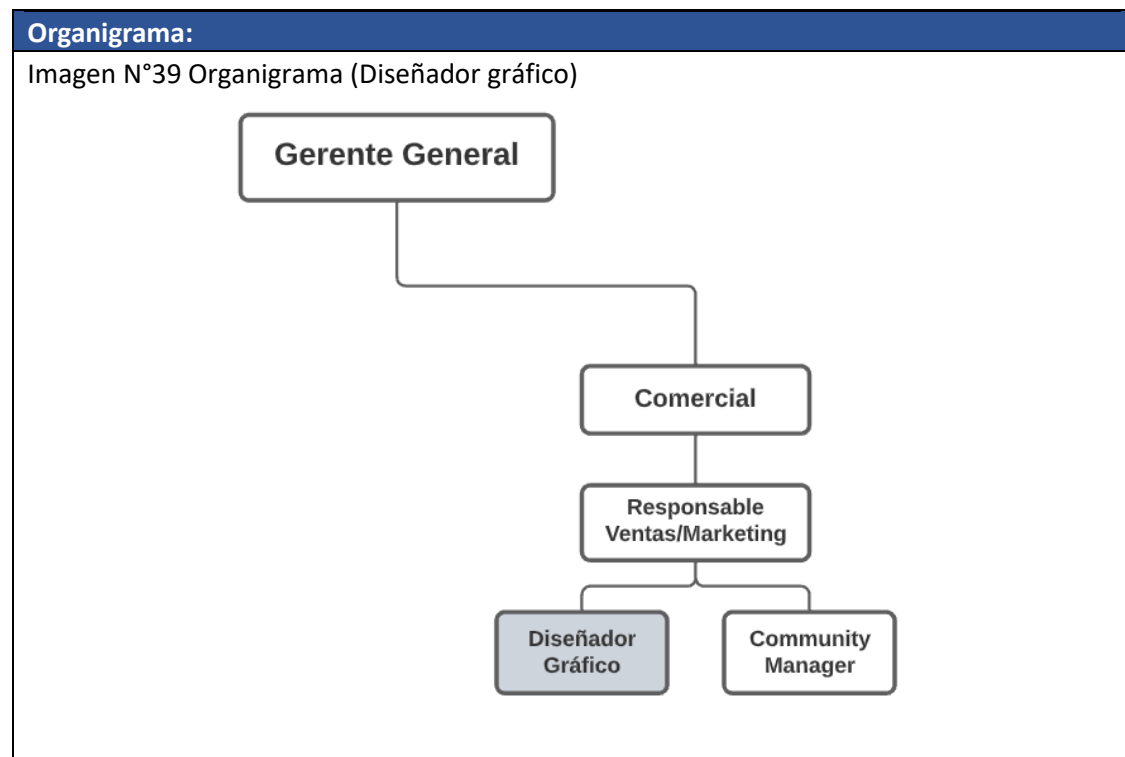 Organigrama:
Imagen N°39 Organigrama (Diseñador gráfico)
Gerente General
Comercial
Responsable
Ventas/Marketing
Diseñador
Gráfico
Community
Manager